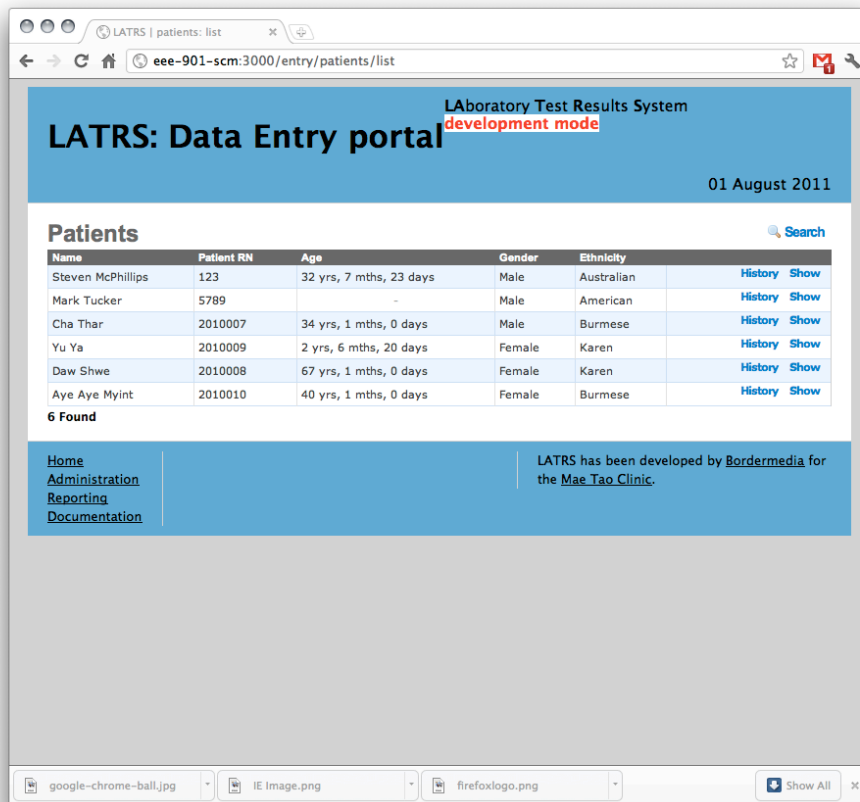 LATRS | patients: list
eee-901-scm:3000/entry/patients/list
1
LATRS: Data Entry portal
LAboratory Test Results System
development mode
01 August 2011
Patients
Search
Name Patient RN Age Gender Ethnicity
Steven McPhillips 123 32 yrs, 7 mths, 23 days Male Australian History Show
Mark Tucker 5789 - Male American History Show
Cha Thar 2010007 34 yrs, 1 mths, 0 days Male Burmese History Show
Yu Ya 2010009 2 yrs, 6 mths, 20 days Female Karen History Show
Daw Shwe 2010008 67 yrs, 1 mths, 0 days Female Karen History Show
Aye Aye Myint 2010010 40 yrs, 1 mths, 0 days Female Burmese History Show
6 Found
Home
Administration
Reporting
Documentation
LATRS has been developed by Bordermedia for
the Mae Tao Clinic.
google-chrome-ball.jpg
IE Image.png
firefoxlogo.png
Show All